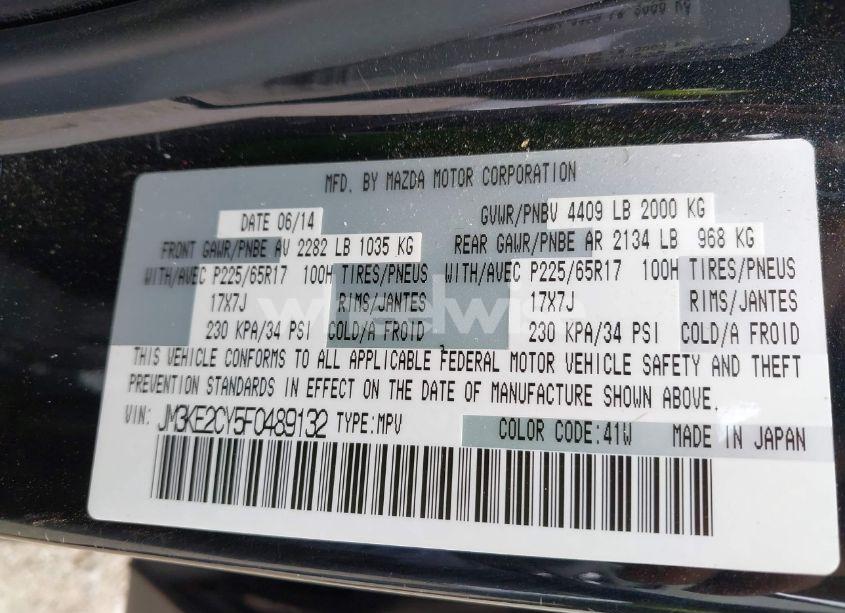 MFD. BY MAZDA MOTOR CORPORATION
DATE 06/14 GVWR/PNBV 4409 LB 2000 KG
FRONT GAWR/PNBE AV 2282 LB 1035 KG REAR GAWR/PNBE AR 2134 LB 968 KG
WITH/AVEC P225/65R17 100H TIRES/PNEUS WITH/AVEC P225/65R17 100H TIRES/PNEUS
17X7J RIMS/JANTES 17X7J RIMS/JANTES
230 KPA/34 PSI COLD/A FROID 230 KPA/34 PSI COLD/A FROID
THIS VEHICLE CONFORMS TO ALL APPLICABLE FEDERAL MOTOR VEHICLE SAFETY AND THEFT
PREVENTION STANDARDS IN EFFECT ON THE DATE OF MANUFACTURE SHOWN ABOVE.
VIN: JM3KE2CY5F0489132 TYPE:MPV COLOR CODE:41W MADE IN JAPAN